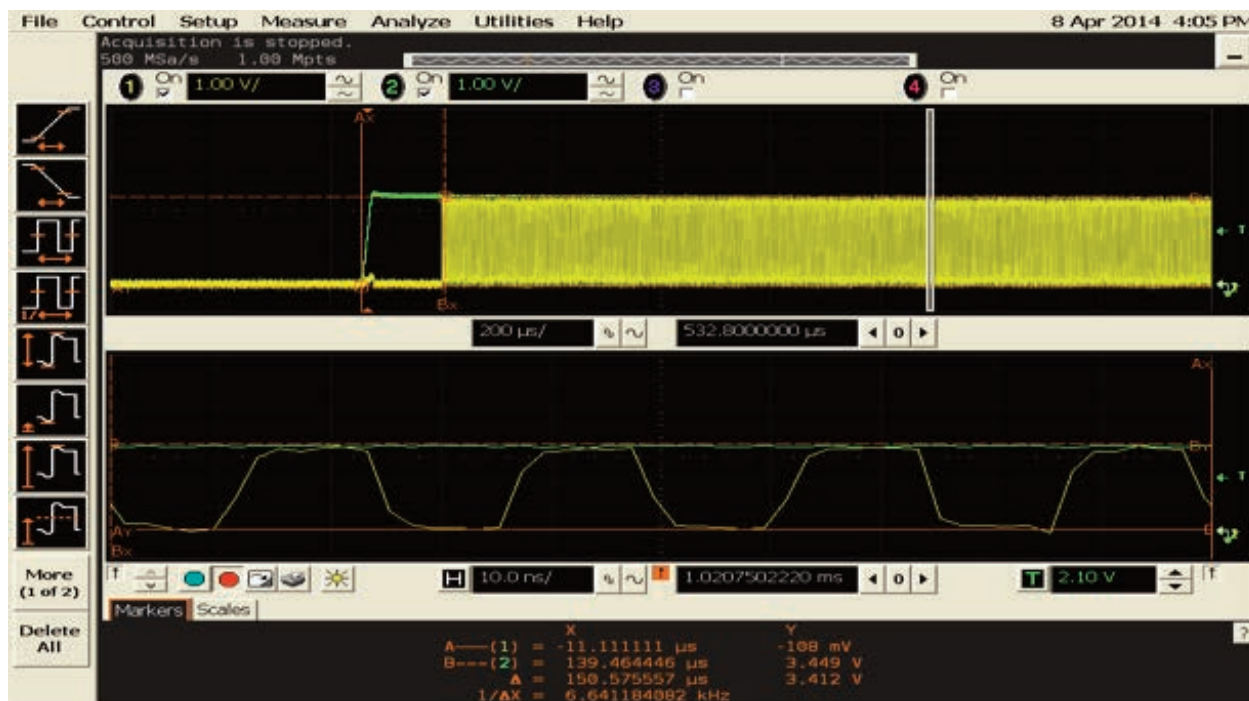 File Control Setup Measure Analyze Utilities Help 8 Apr 2014 4:05 PM
Acquisition is stopped.
500 MSa/s 1.00 Mpts
1 On 1.00 V/ 2 On 1.00 V/ 3 On 4 On
Ax
T
Bx
200 µs/ 532.8000000 µs 0
Ax
By
T
Ay
Bx
More
(1 of 2)
H 10.0 ns/ 1.0207502220 ms 0 T 2.10 V
Markers Scales
Delete
All
?
X Y
A—(1) = -11.111111 µs -108 mV
B---(2) = 139.464446 µs 3.449 V
Δ = 150.575557 µs 3.412 V
1/ΔX = 6.641184082 kHz